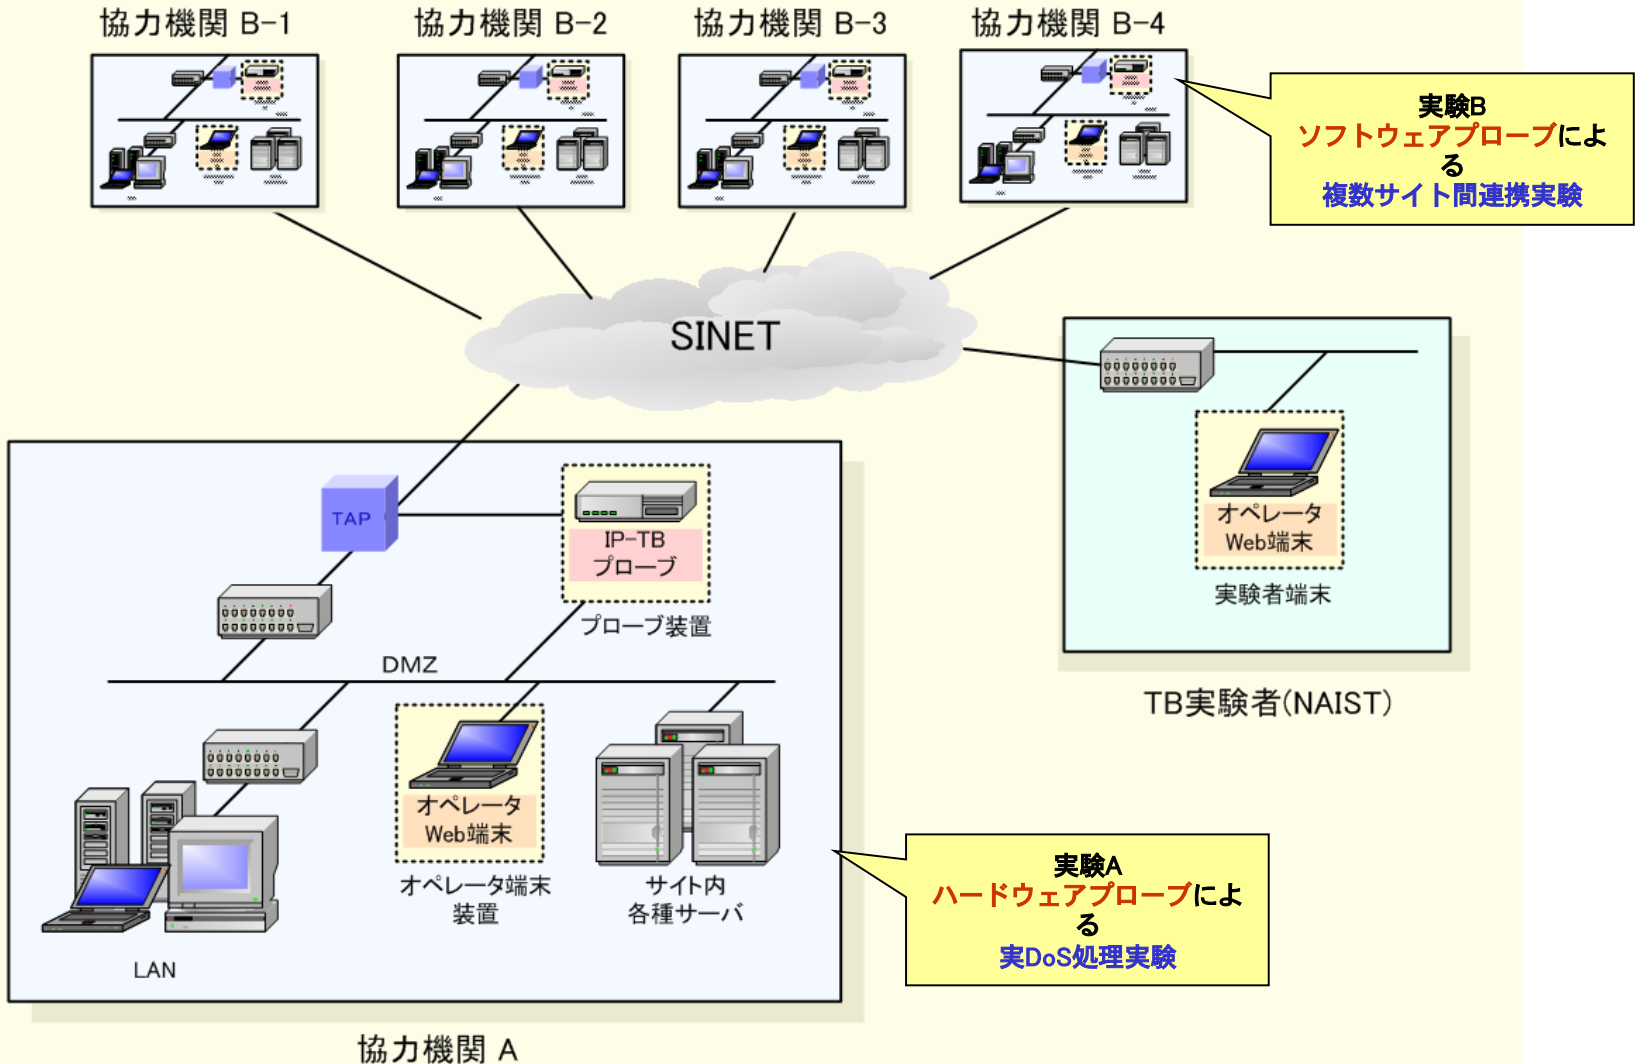 協力機関 B-1
協力機関 B-2
協力機関 B-3
協力機関 B-4
実験B
ソフトウェアプローブによ
る
複数サイト間連携実験
SINET
TAP
IP-TB
プローブ
プローブ装置
オペレータ
Web端末
実験者端末
TB実験者(NAIST)
DMZ
オペレータ
Web端末
オペレータ端末
装置
サイト内
各種サーバ
LAN
実験A
ハードウェアプローブによ
る
実DoS処理実験
協力機関 A